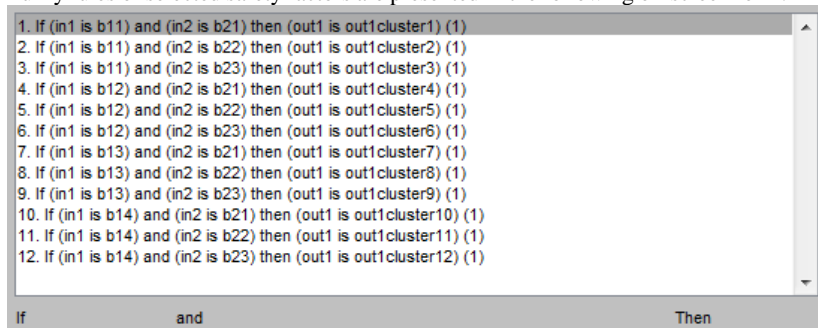 1. If (in1 is b11) and (in2 is b21) then (out1 is out1cluster1) (1)
2. If (in1 is b11) and (in2 is b22) then (out1 is out1cluster2) (1)
3. If (in1 is b11) and (in2 is b23) then (out1 is out1cluster3) (1)
4. If (in1 is b12) and (in2 is b21) then (out1 is out1cluster4) (1)
5. If (in1 is b12) and (in2 is b22) then (out1 is out1cluster5) (1)
6. If (in1 is b12) and (in2 is b23) then (out1 is out1cluster6) (1)
7. If (in1 is b13) and (in2 is b21) then (out1 is out1cluster7) (1)
8. If (in1 is b13) and (in2 is b22) then (out1 is out1cluster8) (1)
9. If (in1 is b13) and (in2 is b23) then (out1 is out1cluster9) (1)
10. If (in1 is b14) and (in2 is b21) then (out1 is out1cluster10) (1)
11. If (in1 is b14) and (in2 is b22) then (out1 is out1cluster11) (1)
12. If (in1 is b14) and (in2 is b23) then (out1 is out1cluster12) (1)
If and Then